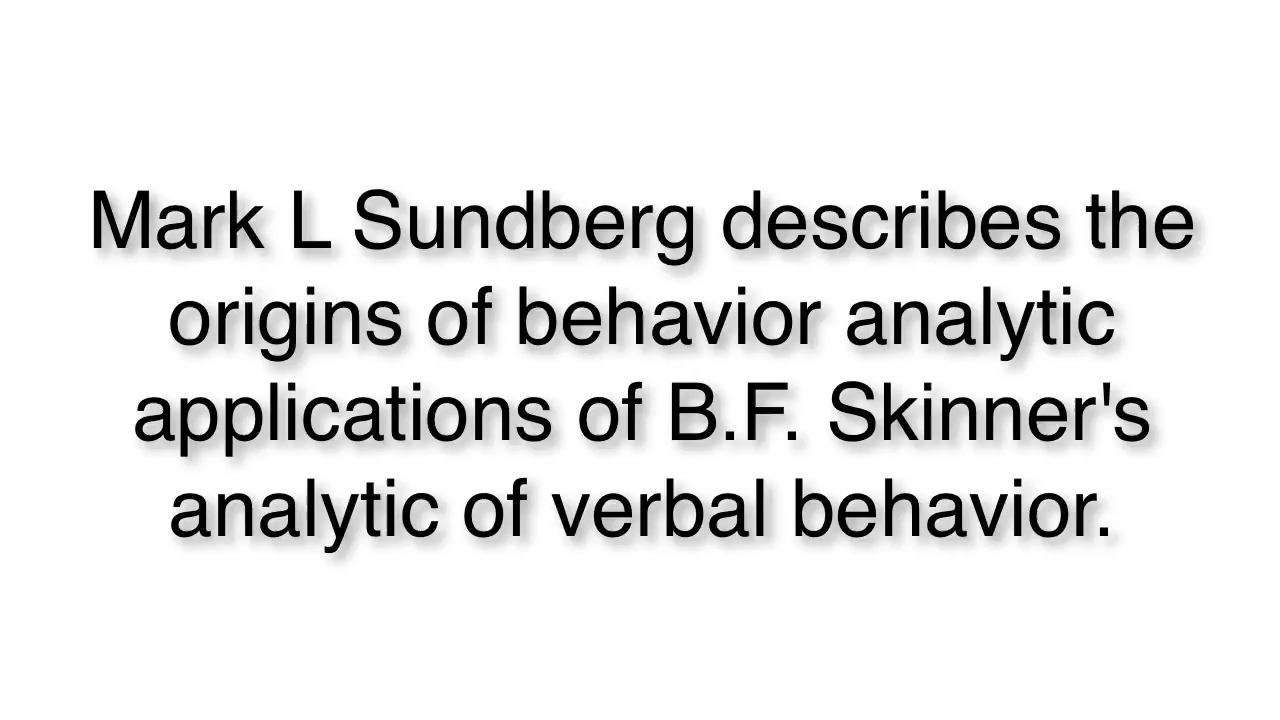 Mark L Sundberg describes the
origins of behavior analytic
applications of B.F. Skinner's
analytic of verbal behavior.